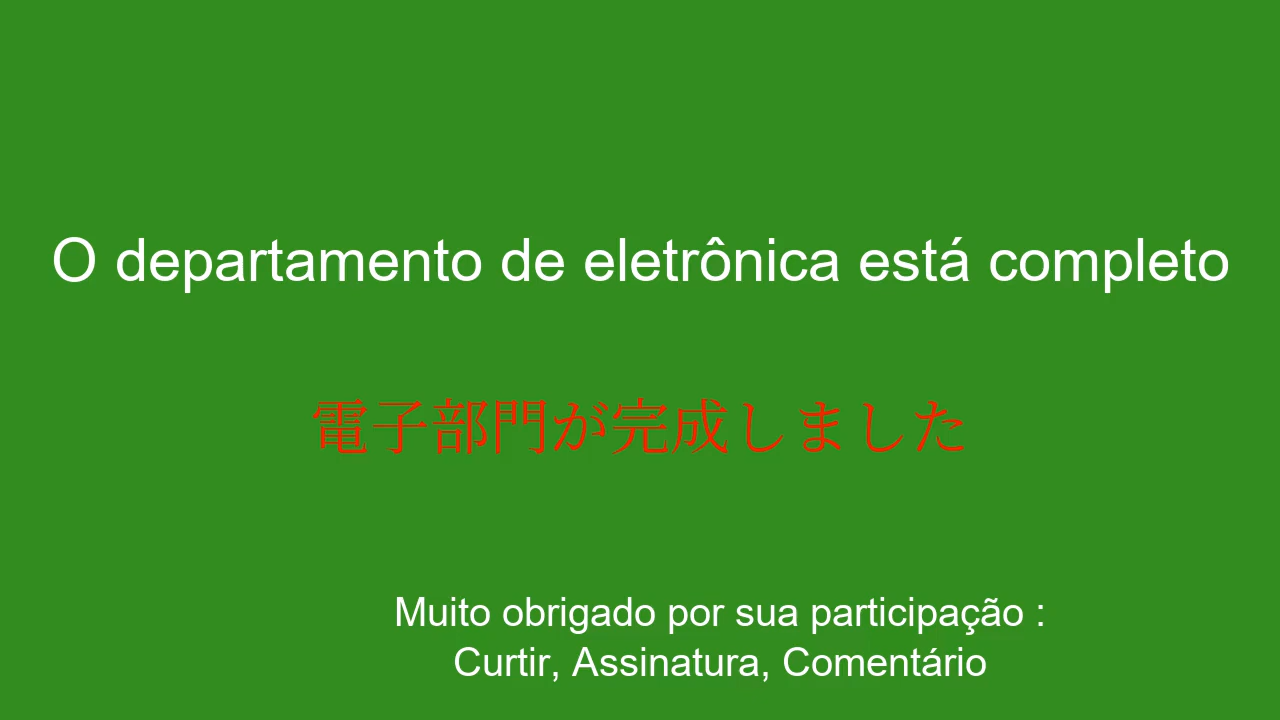 O departamento de eletrônica está completo
電子部門が完成しました
Muito obrigado por sua participação :
Curtir, Assinatura, Comentário